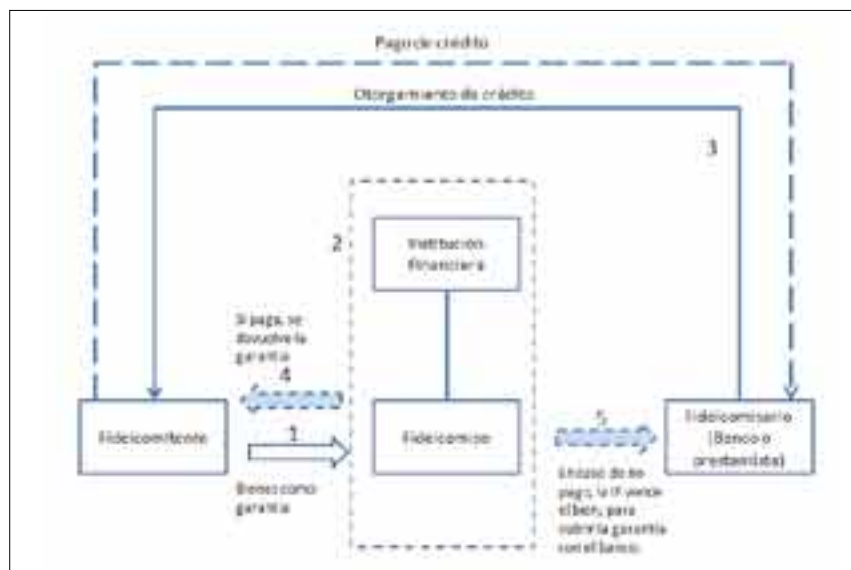 Pago de crédito
Otorgamiento de crédito
3
2
Institución
Financiera
Si paga, se
devuelve la
garantía
4
Fideicomitente
1
Fideicomiso
5
Fideicomisario
(Banco o
prestamista)
Bienes como
garantía
En caso de no
pago, la IF vende
el bien, para
cubrir la garantía
con el banco.